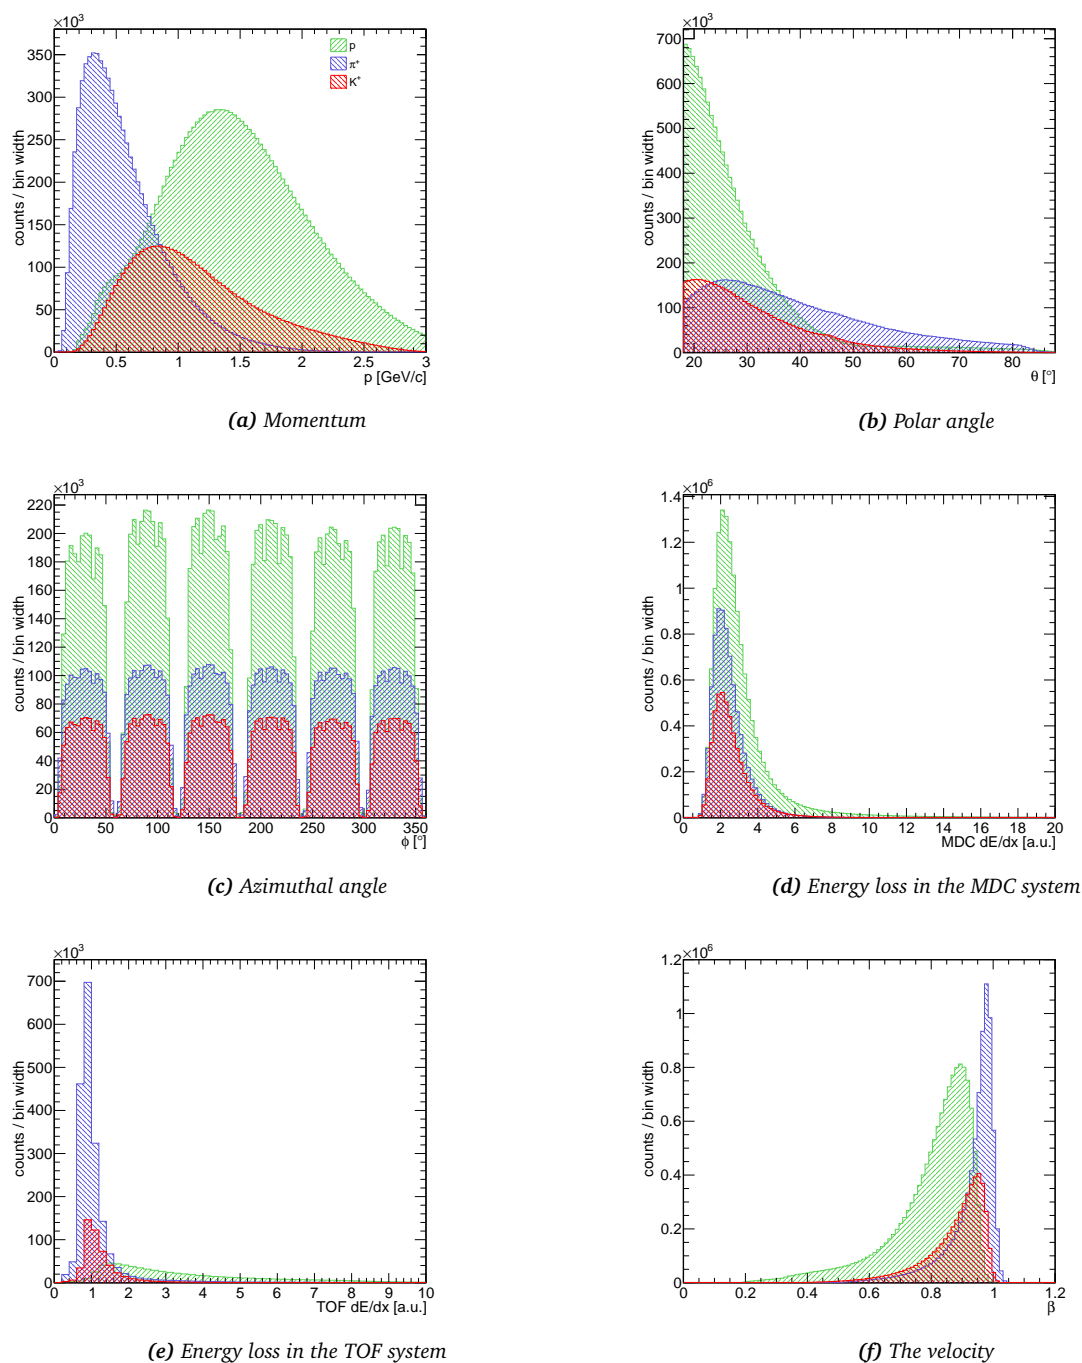 ×10³
350
300
250
200
150
100
50
0
counts / bin width
p
π⁺
K⁺
0 0.5 1 1.5 2 2.5 3
p [GeV/c]
(a) Momentum
×10³
700
600
500
400
300
200
100
0
counts / bin width
20 30 40 50 60 70 80
θ [°]
(b) Polar angle
×10³
220
200
180
160
140
120
100
80
60
40
20
0
counts / bin width
0 50 100 150 200 250 300 350
ϕ [°]
(c) Azimuthal angle
×10⁶
1.4
1.2
1
0.8
0.6
0.4
0.2
0
counts / bin width
0 2 4 6 8 10 12 14 16 18 20
MDC dE/dx [a.u.]
(d) Energy loss in the MDC system
×10³
700
600
500
400
300
200
100
0
counts / bin width
0 1 2 3 4 5 6 7 8 9 10
TOF dE/dx [a.u.]
(e) Energy loss in the TOF system
×10⁶
1.2
1
0.8
0.6
0.4
0.2
0
counts / bin width
0 0.2 0.4 0.6 0.8 1 1.2
β
(f) The velocity